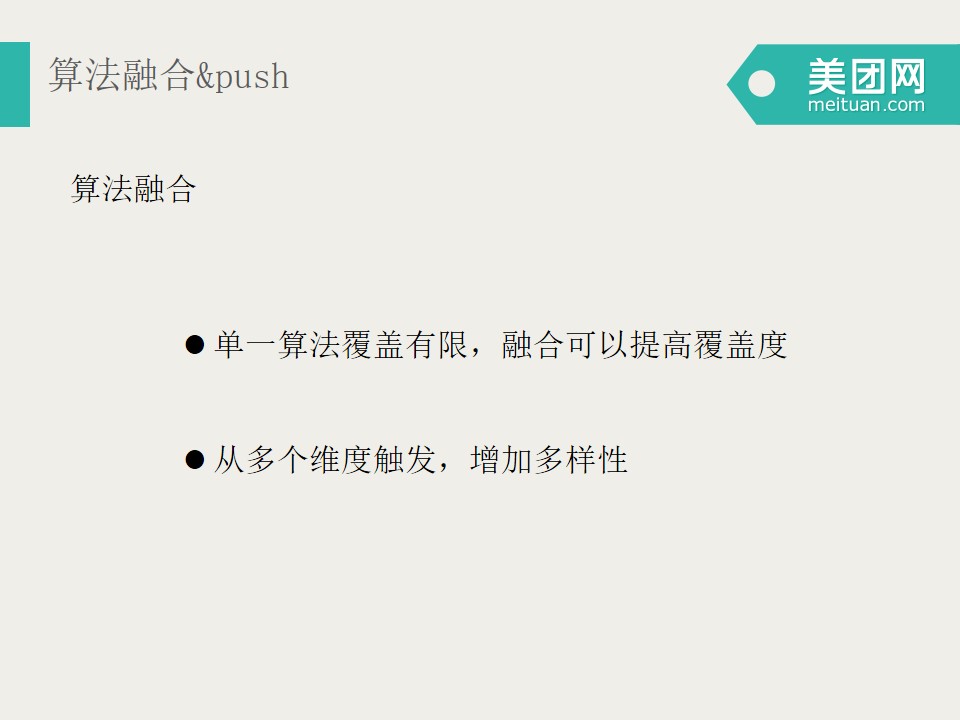 算法融合&push
美团网
meituan.com
算法融合
● 单一算法覆盖有限，融合可以提高覆盖度
● 从多个维度触发，增加多样性